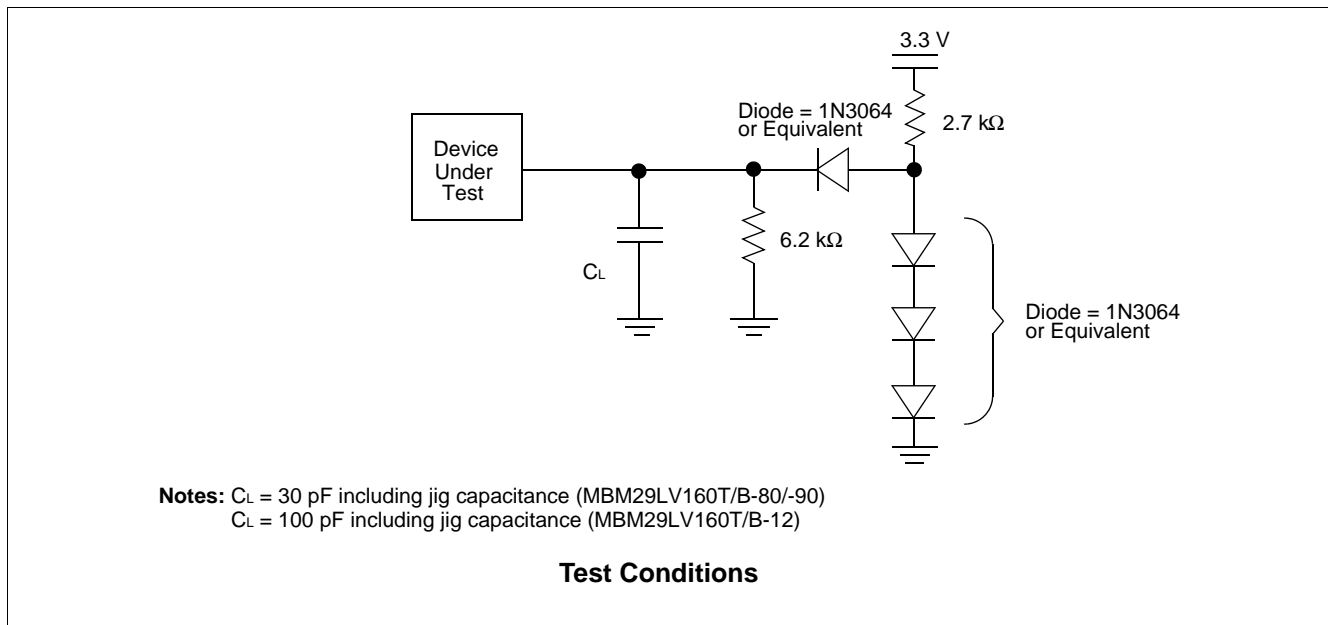 3.3 V
Diode = 1N3064
or Equivalent
2.7 kΩ
Device
Under
Test
6.2 kΩ
CL
Diode = 1N3064
or Equivalent
Notes: CL = 30 pF including jig capacitance (MBM29LV160T/B-80/-90)
CL = 100 pF including jig capacitance (MBM29LV160T/B-12)
Test Conditions